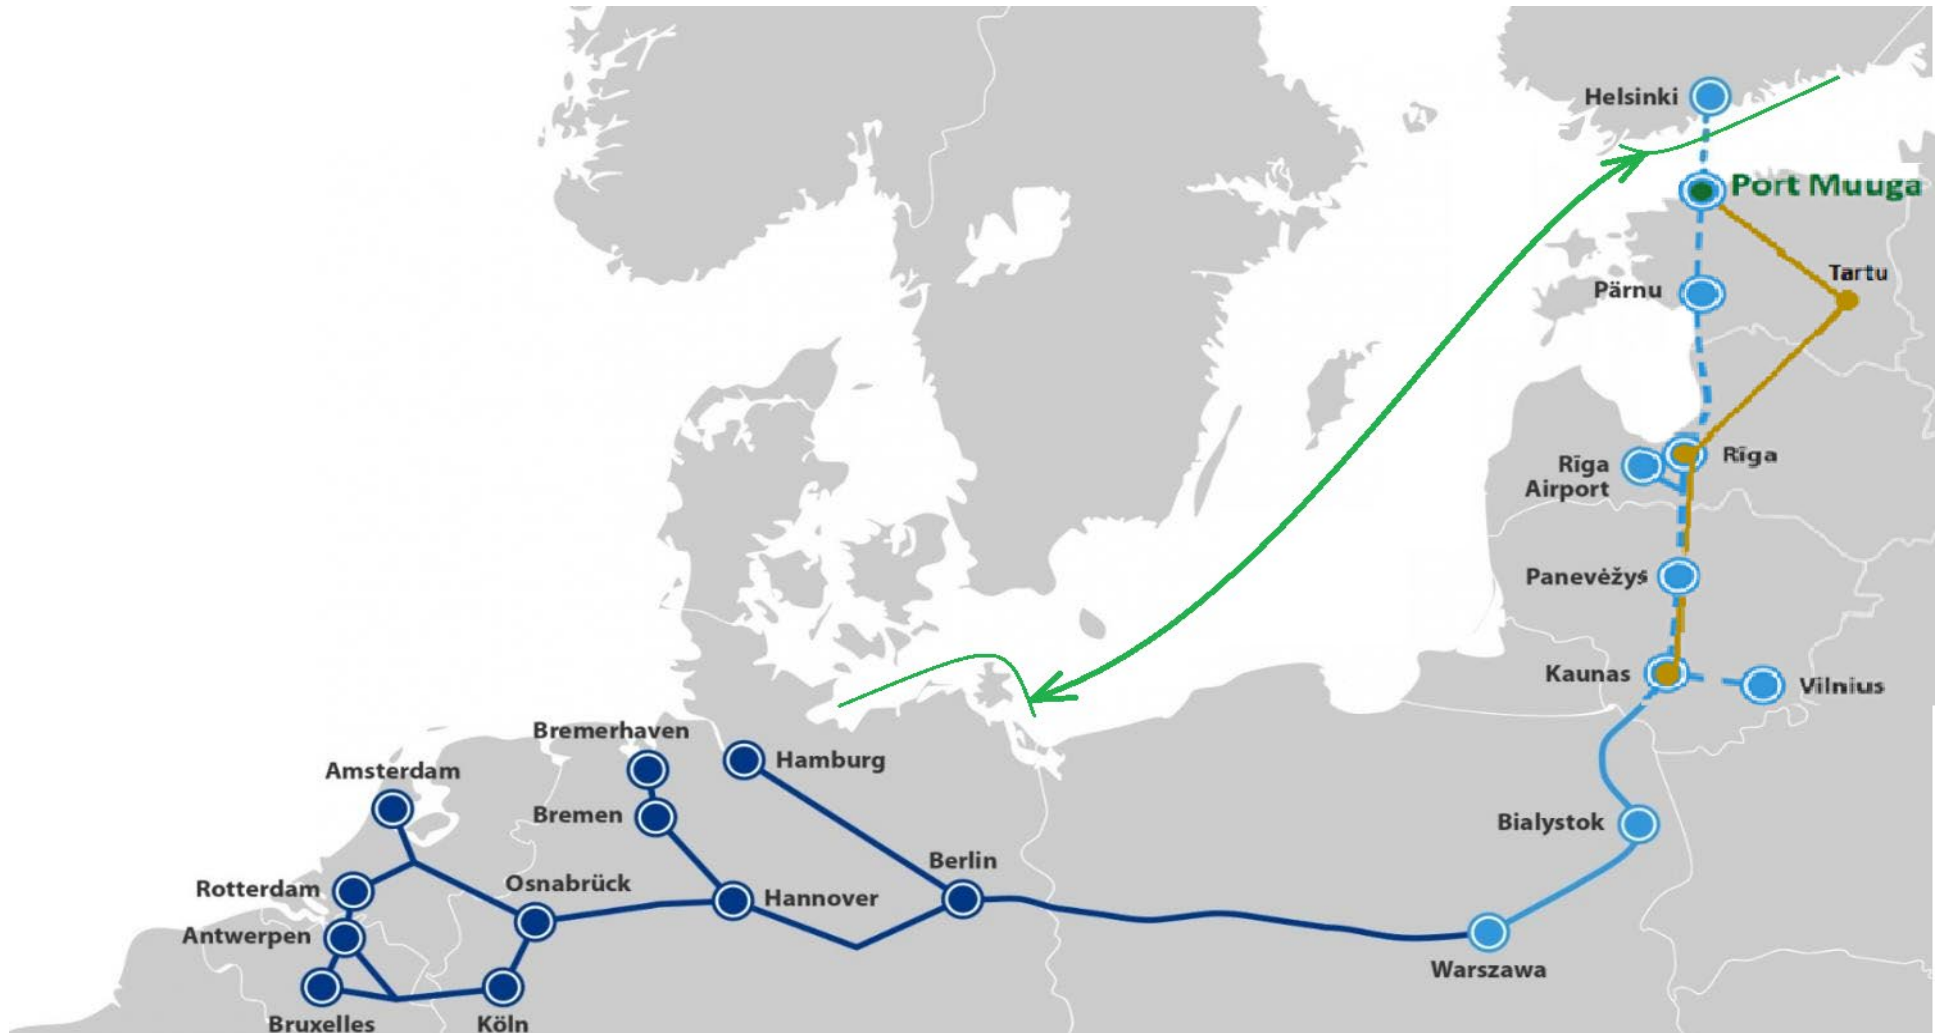 Helsinki
Port Muuga
Tartu
Pärnu
Rīga
Rīga
Airport
Panevėžys
Kaunas
Vilnius
Bremerhaven
Hamburg
Amsterdam
Bremen
Bialystok
Berlin
Rotterdam
Osnabrück
Hannover
Antwerpen
Warszawa
Bruxelles
Köln